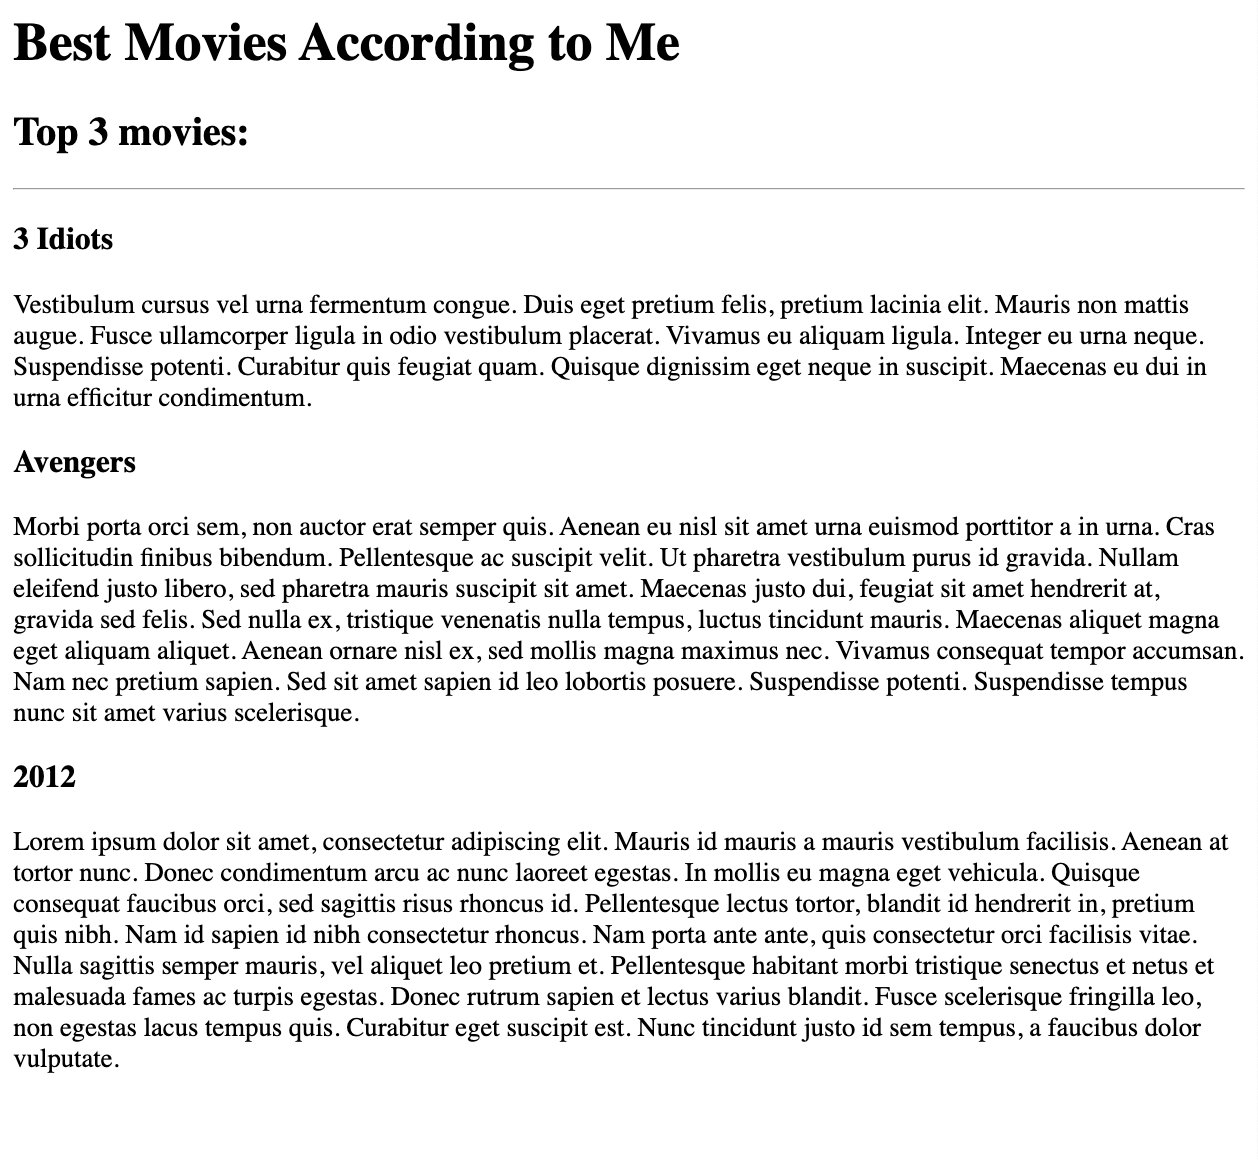 Best Movies According to Me
Top 3 movies:
3 Idiots
Vestibulum cursus vel urna fermentum congue. Duis eget pretium felis, pretium lacinia elit. Mauris non mattis
augue. Fusce ullamcorper ligula in odio vestibulum placerat. Vivamus eu aliquam ligula. Integer eu urna neque.
Suspendisse potenti. Curabitur quis feugiat quam. Quisque dignissim eget neque in suscipit. Maecenas eu dui in
urna efficitur condimentum.
Avengers
Morbi porta orci sem, non auctor erat semper quis. Aenean eu nisl sit amet urna euismod porttitor a in urna. Cras
sollicitudin finibus bibendum. Pellentesque ac suscipit velit. Ut pharetra vestibulum purus id gravida. Nullam
eleifend justo libero, sed pharetra mauris suscipit sit amet. Maecenas justo dui, feugiat sit amet hendrerit at,
gravida sed felis. Sed nulla ex, tristique venenatis nulla tempus, luctus tincidunt mauris. Maecenas aliquet magna
eget aliquam aliquet. Aenean ornare nisl ex, sed mollis magna maximus nec. Vivamus consequat tempor accumsan.
Nam nec pretium sapien. Sed sit amet sapien id leo lobortis posuere. Suspendisse potenti. Suspendisse tempus
nunc sit amet varius scelerisque.
2012
Lorem ipsum dolor sit amet, consectetur adipiscing elit. Mauris id mauris a mauris vestibulum facilisis. Aenean at
tortor nunc. Donec condimentum arcu ac nunc laoreet egestas. In mollis eu magna eget vehicula. Quisque
consequat faucibus orci, sed sagittis risus rhoncus id. Pellentesque lectus tortor, blandit id hendrerit in, pretium
quis nibh. Nam id sapien id nibh consectetur rhoncus. Nam porta ante ante, quis consectetur orci facilisis vitae.
Nulla sagittis semper mauris, vel aliquet leo pretium et. Pellentesque habitant morbi tristique senectus et netus et
malesuada fames ac turpis egestas. Donec rutrum sapien et lectus varius blandit. Fusce scelerisque fringilla leo,
non egestas lacus tempus quis. Curabitur eget suscipit est. Nunc tincidunt justo id sem tempus, a faucibus dolor
vulputate.